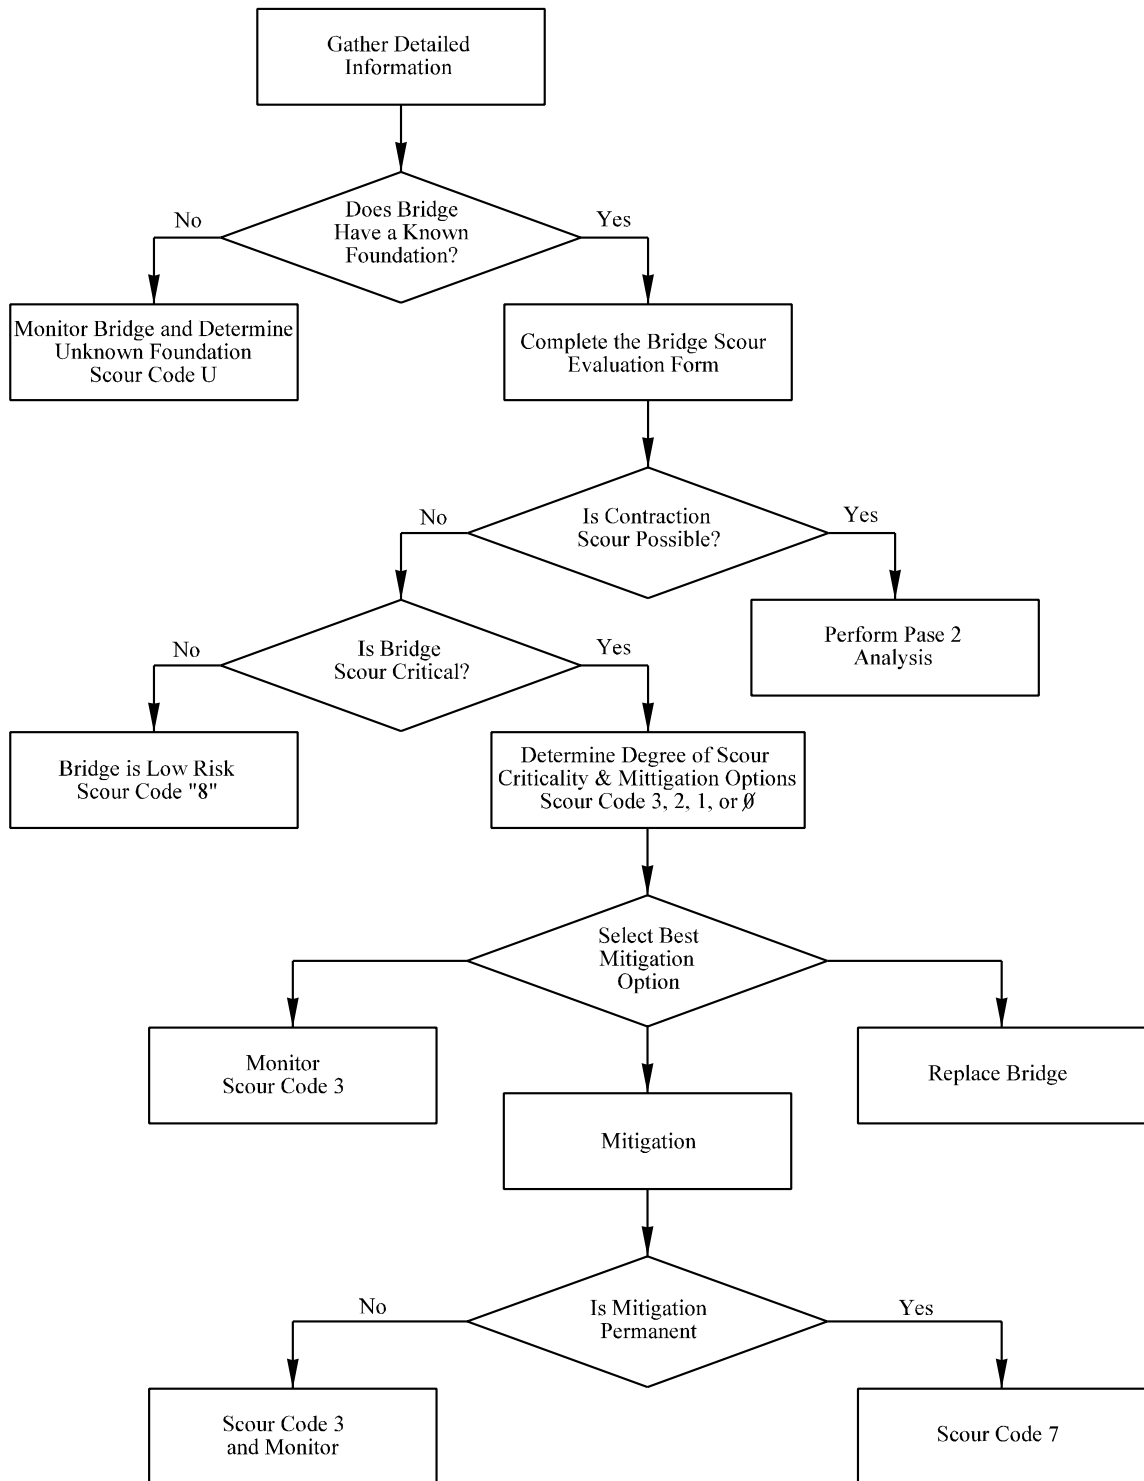 Gather Detailed
Information
Does Bridge
Have a Known
Foundation?
No
Yes
Monitor Bridge and Determine
Unknown Foundation
Scour Code U
Complete the Bridge Scour
Evaluation Form
Is Contraction
Scour Possible?
No
Yes
Perform Pase 2
Analysis
Is Bridge
Scour Critical?
No
Yes
Bridge is Low Risk
Scour Code "8"
Determine Degree of Scour
Criticality & Mittigation Options
Scour Code 3, 2, 1, or Ø
Select Best
Mitigation
Option
Monitor
Scour Code 3
Replace Bridge
Mitigation
Is Mitigation
Permanent
No
Yes
Scour Code 3
and Monitor
Scour Code 7